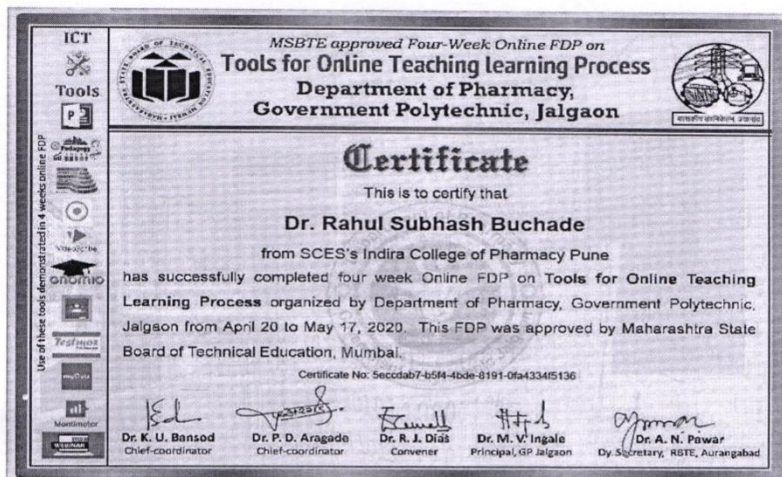 ICT
Tools
Use of these tools demonstrated in 4 weeks online FDP
Pedagogy
VideoScribe
GNOMIO
Testmoz
Mentimeter
WEBINAR
MSBTE approved Four-Week Online FDP on
Tools for Online Teaching learning Process
Department of Pharmacy,
Government Polytechnic, Jalgaon
Certificate
This is to certify that
Dr. Rahul Subhash Buchade
from SCES's Indira College of Pharmacy Pune
has successfully completed four week Online FDP on Tools for Online Teaching
Learning Process organized by Department of Pharmacy, Government Polytechnic,
Jalgaon from April 20 to May 17, 2020. This FDP was approved by Maharashtra State
Board of Technical Education, Mumbai.
Certificate No: 5eccdab7-b5f4-4bde-8191-0fa4334f5136
Dr. K. U. Bansod Dr. P. D. Aragade Dr. R. J. Dias Dr. M. V. Ingale Dr. A. N. Pawar
Chief-coordinator Chief-coordinator Convener Principal, GP Jalgaon Dy. Secretary, RBTE, Aurangabad